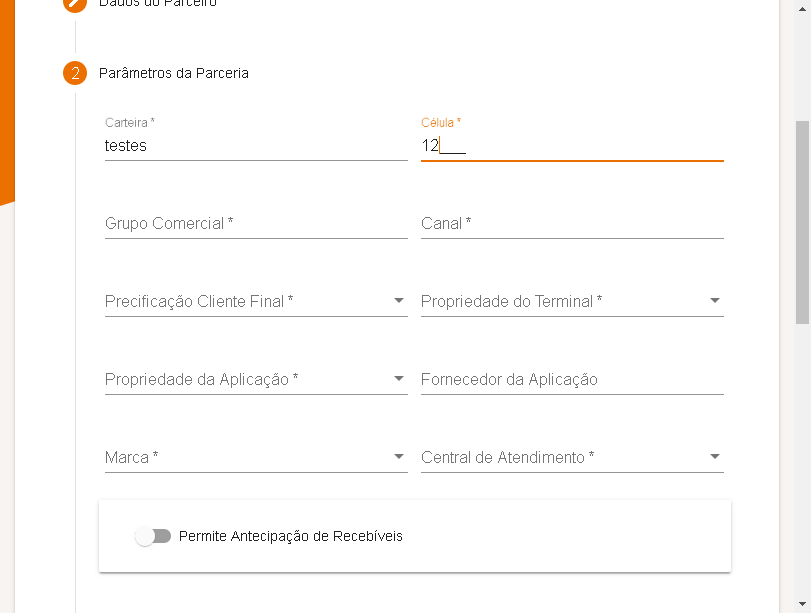 Dados do Parceiro
2 Parâmetros da Parceria
Carteira * Célula *
testes 12___
Grupo Comercial * Canal *
Precificação Cliente Final * Propriedade do Terminal *
Propriedade da Aplicação * Fornecedor da Aplicação
Marca * Central de Atendimento *
Permite Antecipação de Recebíveis